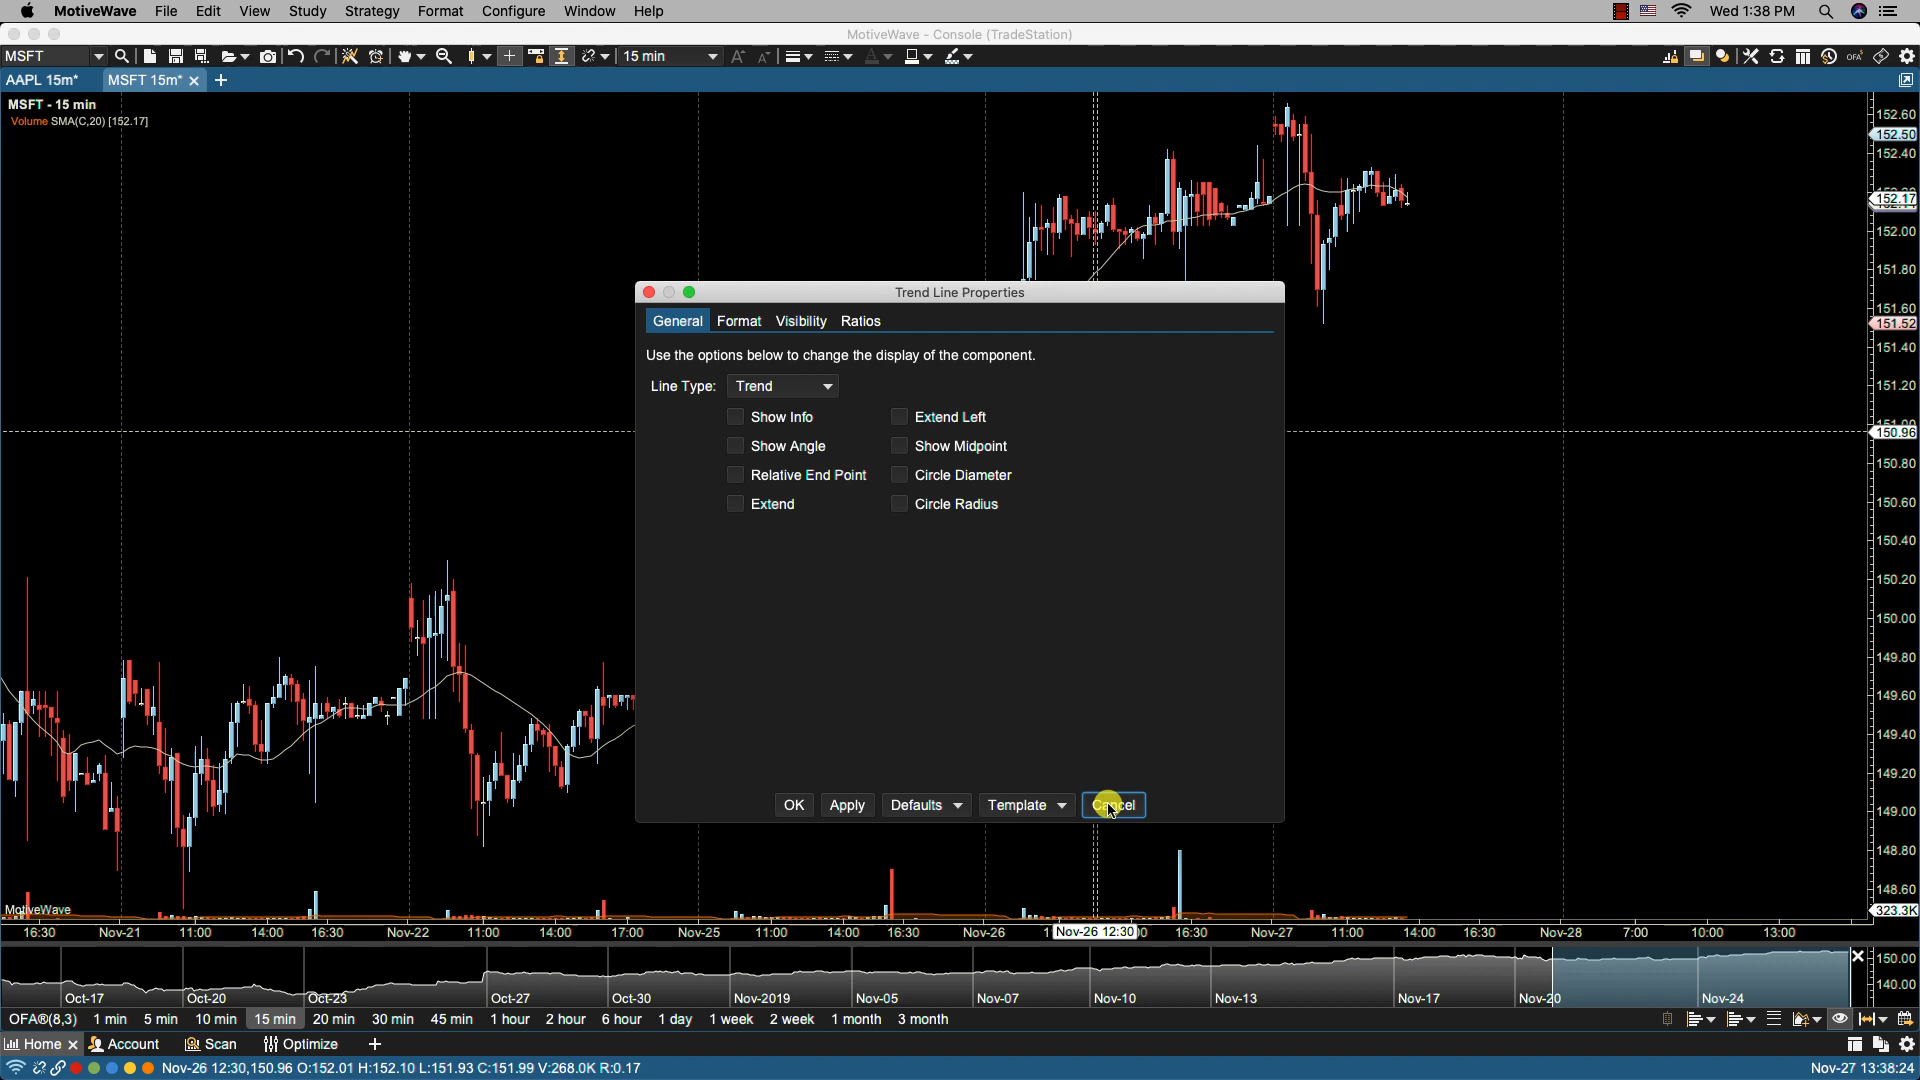 MotiveWave File Edit View Study Strategy Format Configure Window Help Wed 1:38 PM
MotiveWave - Console (TradeStation)
MSFT 15 min OFA
AAPL 15m* MSFT 15m* +
MSFT - 15 min
Volume SMA(C,20) [152.17]
152.60
152.50
152.40
152.17
152.00
151.80
151.60
151.52
151.40
151.20
150.96
150.80
150.60
150.40
150.20
150.00
149.80
149.60
149.40
149.20
149.00
148.80
148.60
323.3K
Trend Line Properties
General Format Visibility Ratios
Use the options below to change the display of the component.
Line Type: Trend
Show Info Extend Left
Show Angle Show Midpoint
Relative End Point Circle Diameter
Extend Circle Radius
OK Apply Defaults Template Cancel
MotiveWave
16:30 Nov-21 11:00 14:00 16:30 Nov-22 11:00 14:00 17:00 Nov-25 11:00 14:00 16:30 Nov-26 Nov-26 12:30 16:30 Nov-27 11:00 14:00 16:30 Nov-28 7:00 10:00 13:00
150.00
140.00
Oct-17 Oct-20 Oct-23 Oct-27 Oct-30 Nov-2019 Nov-05 Nov-07 Nov-10 Nov-13 Nov-17 Nov-20 Nov-24
OFA®(8,3) 1 min 5 min 10 min 15 min 20 min 30 min 45 min 1 hour 2 hour 6 hour 1 day 1 week 2 week 1 month 3 month
Home Account Scan Optimize +
Nov-26 12:30,150.96 O:152.01 H:152.10 L:151.93 C:151.99 V:268.0K R:0.17 Nov-27 13:38:24